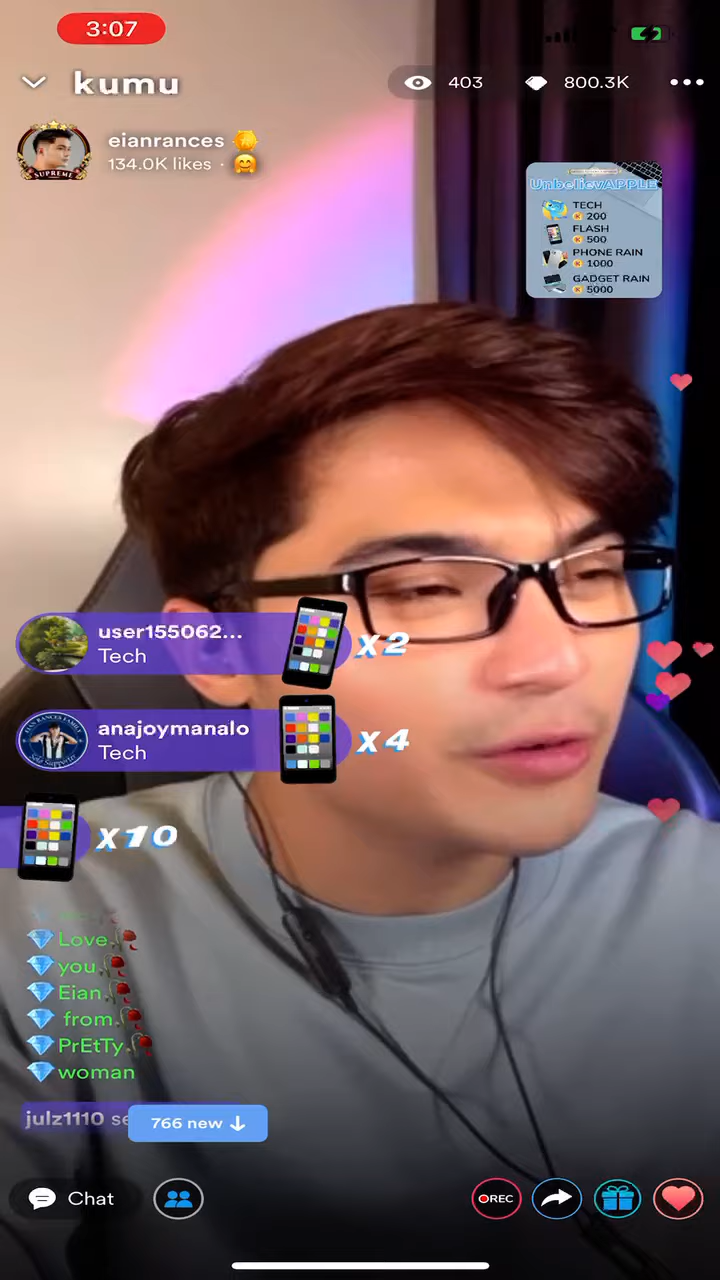 3:07
kumu
403
800.3K
eianrances
134.0K likes ·
SUPREME
UnbelievAPPLE
TECH
200
FLASH
500
PHONE RAIN
1000
GADGET RAIN
5000
user155062...
Tech
X2
anajoymanalo
Tech
X4
X10
Love
you
Eian
from
PrEtTy
woman
julz1110 se
766 new
Chat
REC